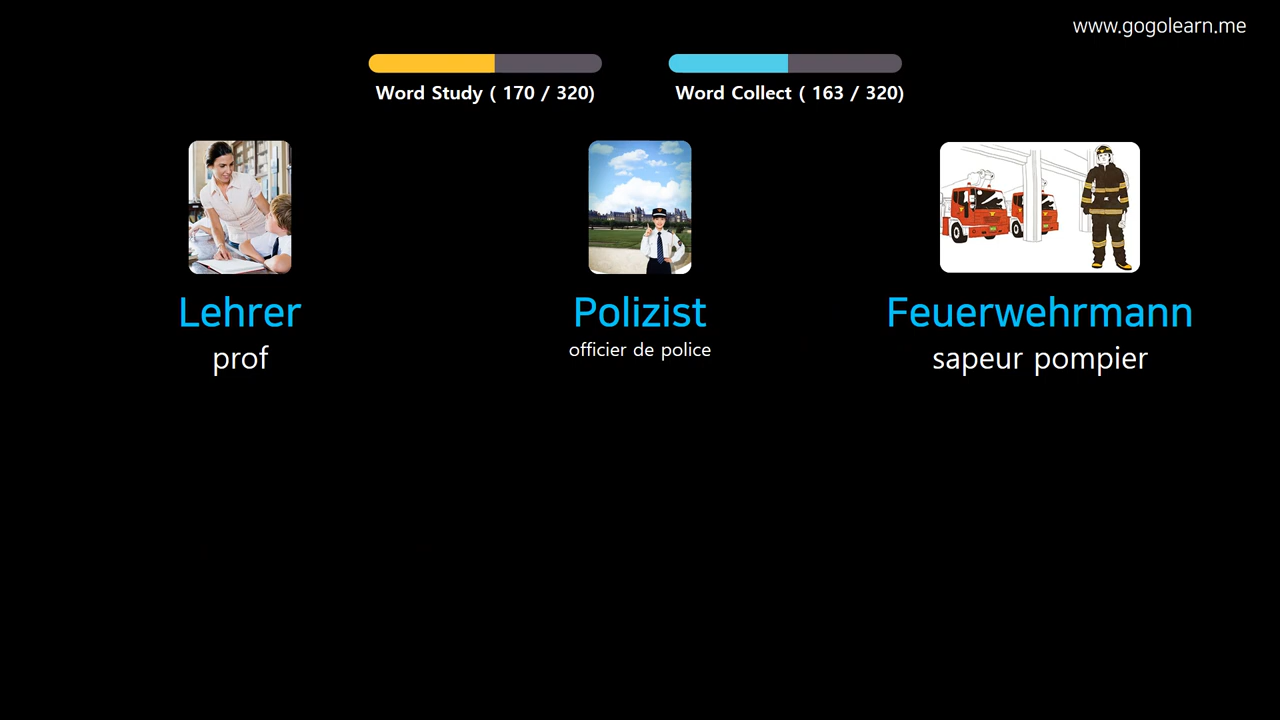 www.gogolearn.me
Word Study ( 170 / 320)
Word Collect ( 163 / 320)
Lehrer
prof
Polizist
officier de police
Feuerwehrmann
sapeur pompier